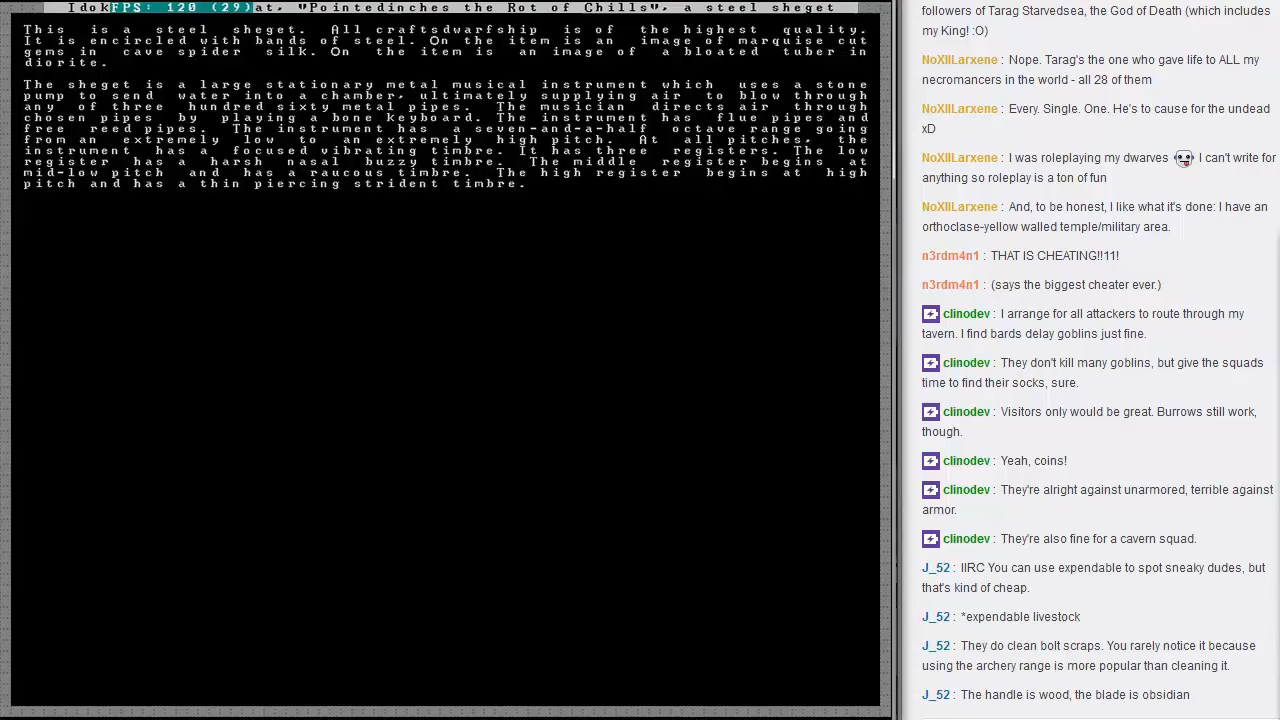 Idok FPS: 120 (29) at, "Pointedinches the Rot of Chills", a steel sheget
This is a steel sheget. All craftsdwarfship is of the highest quality.
It is encircled with bands of steel. On the item is an image of marquise cut
gems in cave spider silk. On the item is an image of a bloated tuber in
diorite.
The sheget is a large stationary metal musical instrument which uses a stone
pump to send water into a chamber, ultimately supplying air to blow through
any of three hundred sixty metal pipes. The musician directs air through
chosen pipes by playing a bone keyboard. The instrument has flue pipes and
free reed pipes. The instrument has a seven-and-a-half octave range going
from an extremely low to an extremely high pitch. At all pitches, the
instrument has a focused vibrating timbre. It has three registers. The low
register has a harsh nasal buzzy timbre. The middle register begins at
mid-low pitch and has a raucous timbre. The high register begins at high
pitch and has a thin piercing strident timbre.
followers of Tarag Starvedsea, the God of Death (which includes
my King! :O)
NoXIILarxene : Nope. Tarag's the one who gave life to ALL my
necromancers in the world - all 28 of them
NoXIILarxene : Every. Single. One. He's to cause for the undead
xD
NoXIILarxene : I was roleplaying my dwarves I can't write for
anything so roleplay is a ton of fun
NoXIILarxene : And, to be honest, I like what it's done: I have an
orthoclase-yellow walled temple/military area.
n3rdm4n1 : THAT IS CHEATING!!11!
n3rdm4n1 : (says the biggest cheater ever.)
clinodev : I arrange for all attackers to route through my
tavern. I find bards delay goblins just fine.
clinodev : They don't kill many goblins, but give the squads
time to find their socks, sure.
clinodev : Visitors only would be great. Burrows still work,
though.
clinodev : Yeah, coins!
clinodev : They're alright against unarmored, terrible against
armor.
clinodev : They're also fine for a cavern squad.
J_52 : IIRC You can use expendable to spot sneaky dudes, but
that's kind of cheap.
J_52 : *expendable livestock
J_52 : They do clean bolt scraps. You rarely notice it because
using the archery range is more popular than cleaning it.
J_52 : The handle is wood, the blade is obsidian